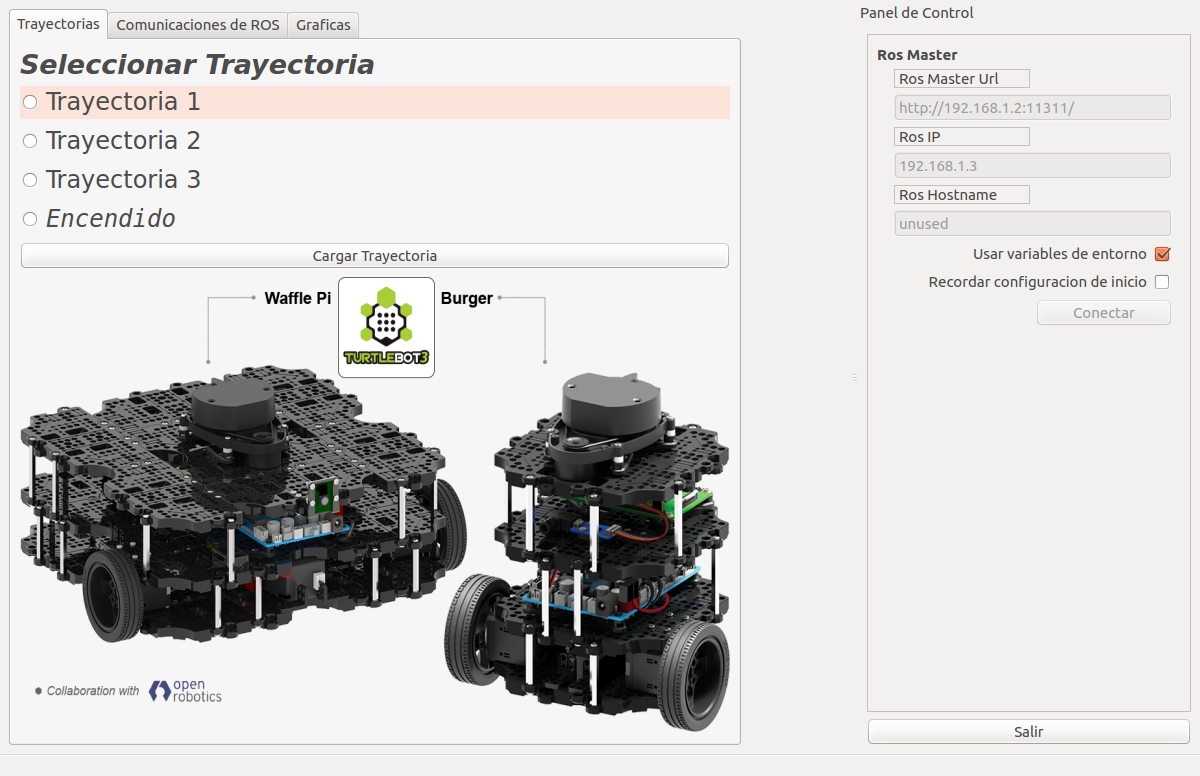 Trayectorias
Comunicaciones de ROS
Graficas
Seleccionar Trayectoria
Trayectoria 1
Trayectoria 2
Trayectoria 3
Encendido
Cargar Trayectoria
Waffle Pi
Burger
TURTLEBOT3
Collaboration with
open
robotics
Panel de Control
Ros Master
Ros Master Url
http://192.168.1.2:11311/
Ros IP
192.168.1.3
Ros Hostname
unused
Usar variables de entorno
Recordar configuracion de inicio
Conectar
Salir